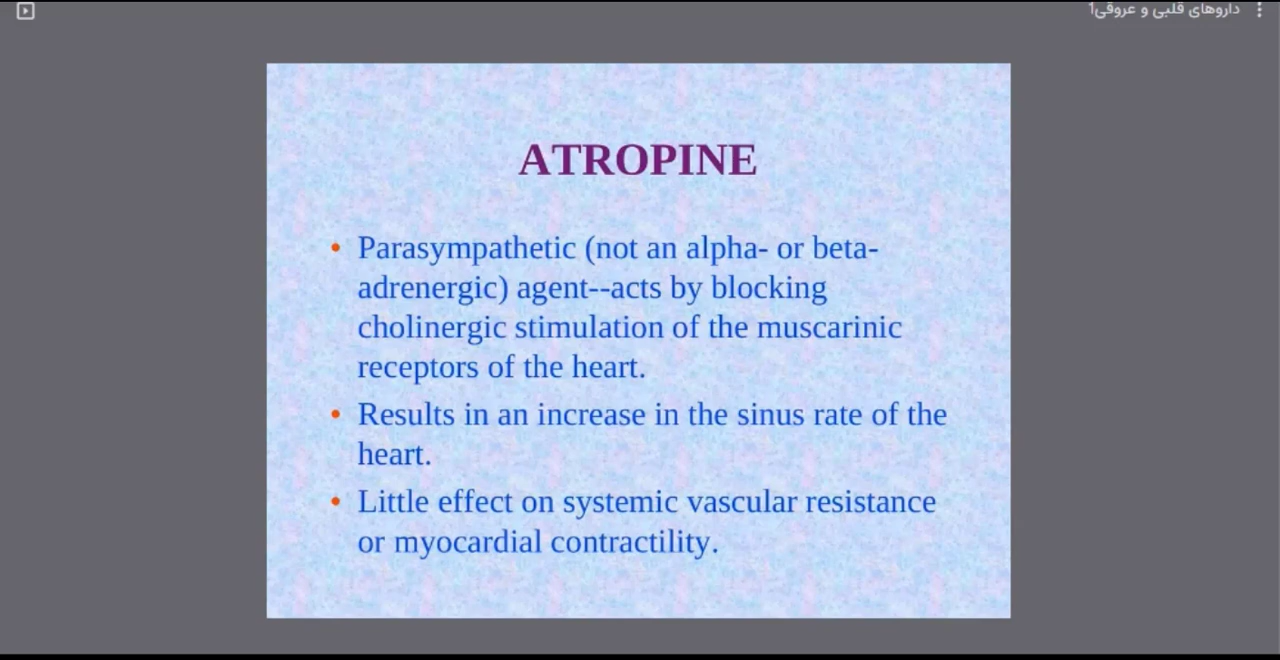 داروهای قلبی و عروقی1
ATROPINE
• Parasympathetic (not an alpha- or beta-
adrenergic) agent--acts by blocking
cholinergic stimulation of the muscarinic
receptors of the heart.
• Results in an increase in the sinus rate of the
heart.
• Little effect on systemic vascular resistance
or myocardial contractility.